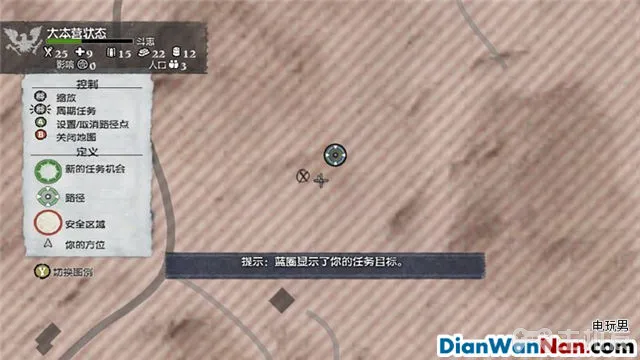 大本营状态
斗志
25 9 15 22 12
影响 0 人口 3
控制
缩放
周期任务
A 设置/取消路径点
B 关闭地图
定义
新的任务机会
路径
安全区域
你的方位
Y 切换图例
X
提示：蓝圈显示了你的任务目标。
电玩男
DianWanNan.com